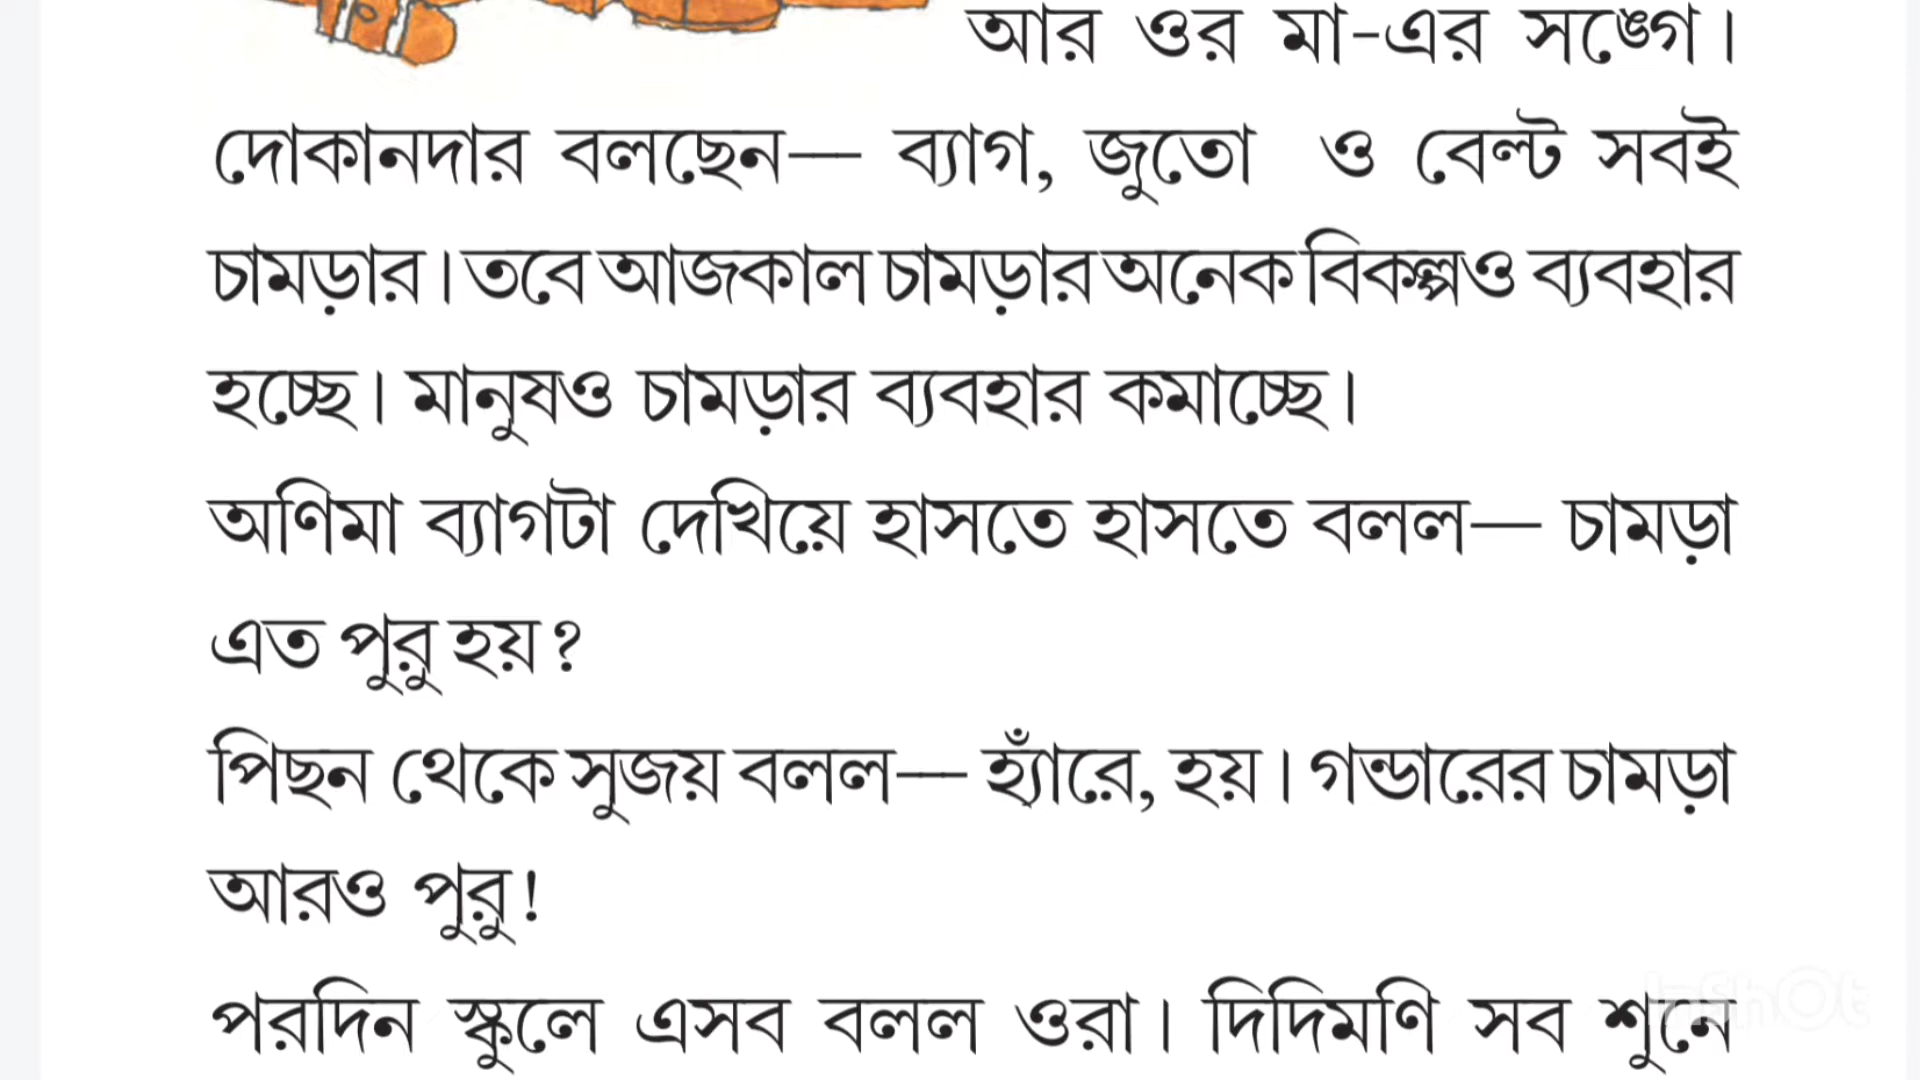 আর ওর মা-এর সঙ্গে।
দোকানদার বলছেন— ব্যাগ, জুতো ও বেল্ট সবই
চামড়ার। তবে আজকাল চামড়ার অনেক বিকল্পও ব্যবহার
হচ্ছে। মানুষও চামড়ার ব্যবহার কমাচ্ছে।
অণিমা ব্যাগটা দেখিয়ে হাসতে হাসতে বলল— চামড়া
এত পুরু হয়?
পিছন থেকে সুজয় বলল— হ্যাঁরে, হয়। গন্ডারের চামড়া
আরও পুরু!
পরদিন স্কুলে এসব বলল ওরা। দিদিমণি সব শুনে
InShOt